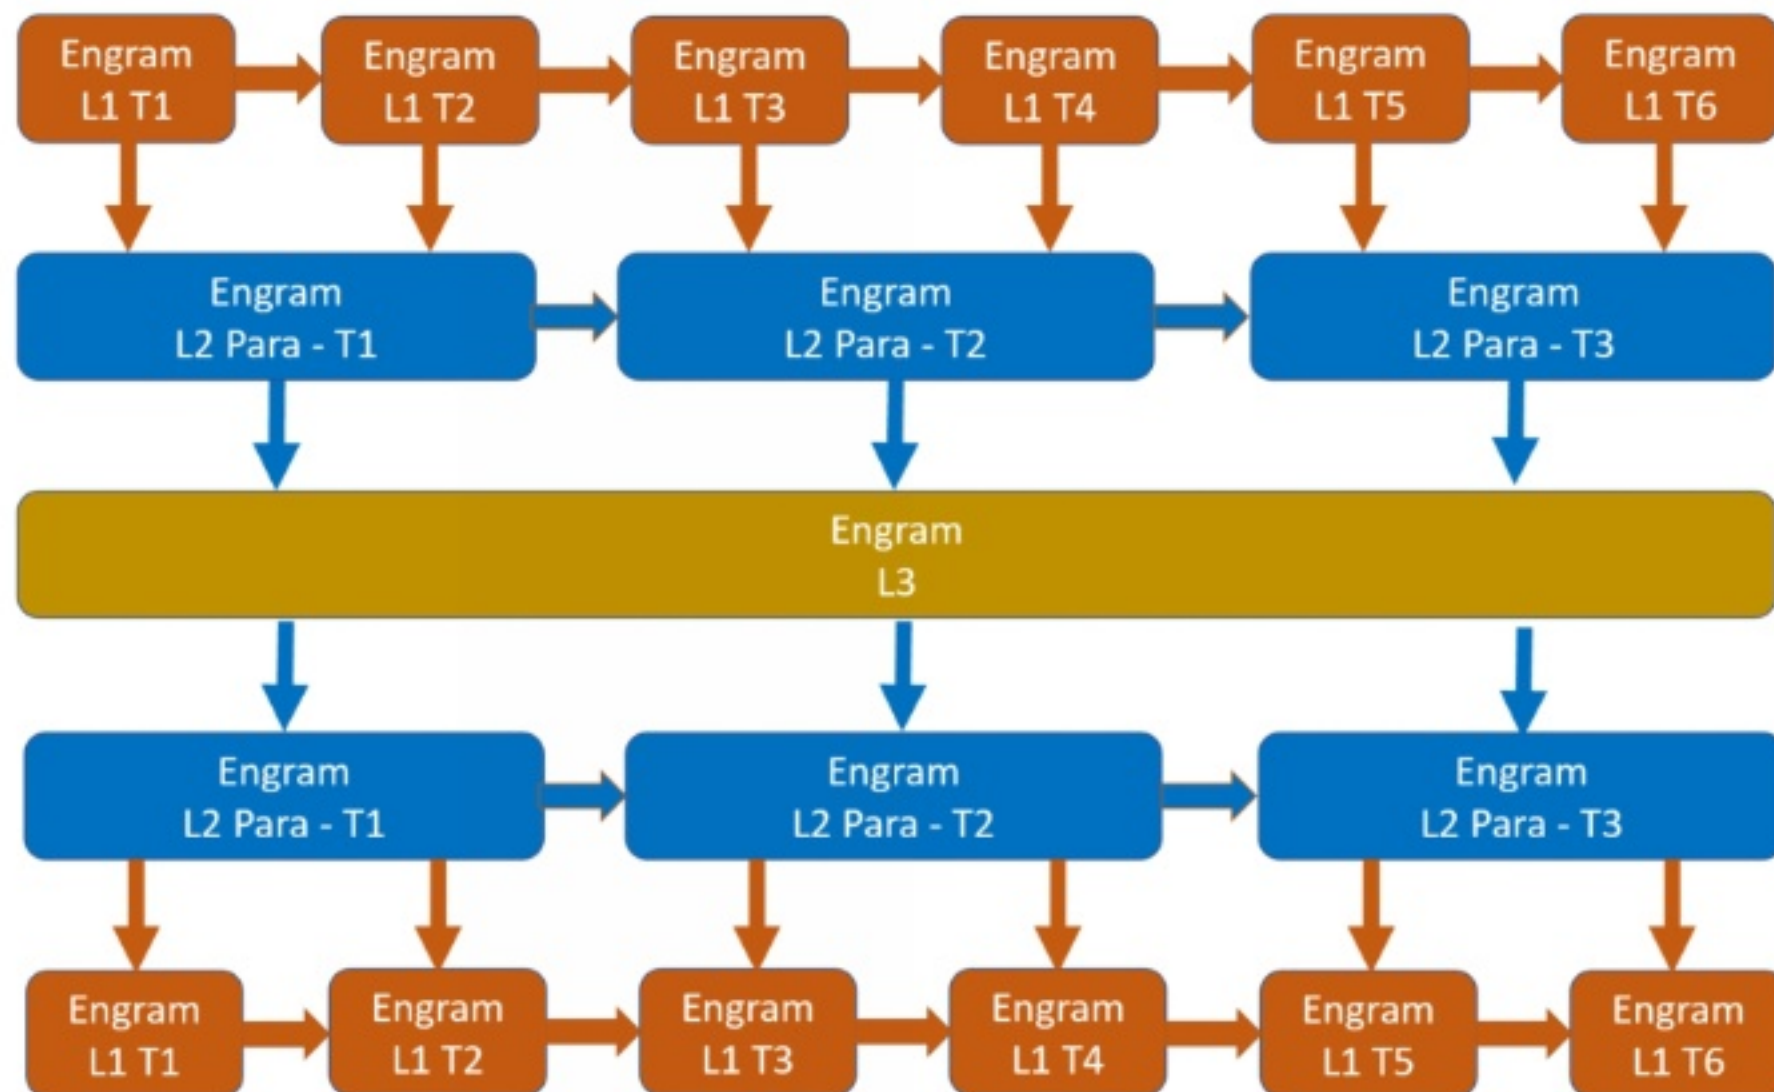 Engram
L1 T1
Engram
L1 T2
Engram
L1 T3
Engram
L1 T4
Engram
L1 T5
Engram
L1 T6
Engram
L2 Para - T1
Engram
L2 Para - T2
Engram
L2 Para - T3
Engram
L3
Engram
L2 Para - T1
Engram
L2 Para - T2
Engram
L2 Para - T3
Engram
L1 T1
Engram
L1 T2
Engram
L1 T3
Engram
L1 T4
Engram
L1 T5
Engram
L1 T6